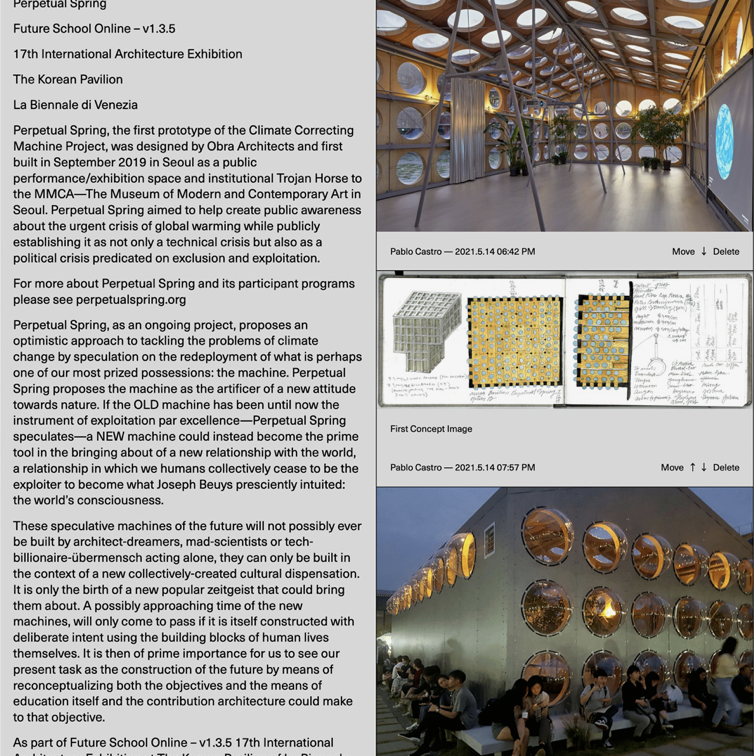 Perpetual Spring
Future School Online – v1.3.5
17th International Architecture Exhibition
The Korean Pavilion
La Biennale di Venezia
Perpetual Spring, the first prototype of the Climate Correcting
Machine Project, was designed by Obra Architects and first
built in September 2019 in Seoul as a public
performance/exhibition space and institutional Trojan Horse to
the MMCA—The Museum of Modern and Contemporary Art in
Seoul. Perpetual Spring aimed to help create public awareness
about the urgent crisis of global warming while publicly
establishing it as not only a technical crisis but also as a
political crisis predicated on exclusion and exploitation.
For more about Perpetual Spring and its participant programs
please see perpetualspring.org
Perpetual Spring, as an ongoing project, proposes an
optimistic approach to tackling the problems of climate
change by speculation on the redeployment of what is perhaps
one of our most prized possessions: the machine. Perpetual
Spring proposes the machine as the artificer of a new attitude
towards nature. If the OLD machine has been until now the
instrument of exploitation par excellence—Perpetual Spring
speculates—a NEW machine could instead become the prime
tool in the bringing about of a new relationship with the world,
a relationship in which we humans collectively cease to be the
exploiter to become what Joseph Beuys presciently intuited:
the world's consciousness.
These speculative machines of the future will not possibly ever
be built by architect-dreamers, mad-scientists or tech-
billionaire-übermensch acting alone, they can only be built in
the context of a new collectively-created cultural dispensation.
It is only the birth of a new popular zeitgeist that could bring
them about. A possibly approaching time of the new
machines, will only come to pass if it is itself constructed with
deliberate intent using the building blocks of human lives
themselves. It is then of prime importance for us to see our
present task as the construction of the future by means of
reconceptualizing both the objectives and the means of
education itself and the contribution architecture could make
to that objective.
As part of Future School Online – v1.3.5 17th International
Pablo Castro — 2021.5.14 06:42 PM
Move ↓ Delete
First Concept Image
Pablo Castro — 2021.5.14 07:57 PM
Move ↑ ↓ Delete